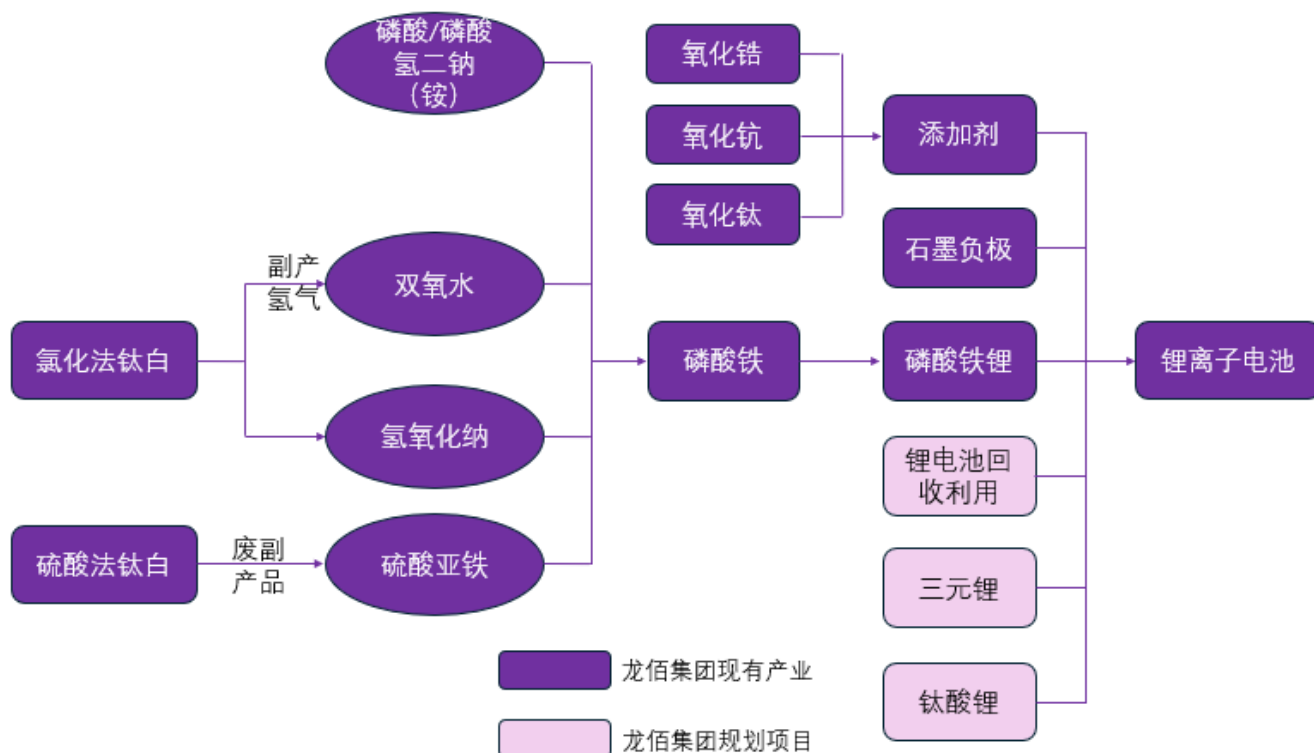 磷酸/磷酸
氢二钠
（铵）
氧化锆
氧化钪
氧化钛
添加剂
石墨负极
副产
氢气
双氧水
氯化法钛白
氢氧化纳
磷酸铁
磷酸铁锂
锂离子电池
锂电池回
收利用
硫酸法钛白
废副
产品
硫酸亚铁
三元锂
钛酸锂
龙佰集团现有产业
龙佰集团规划项目